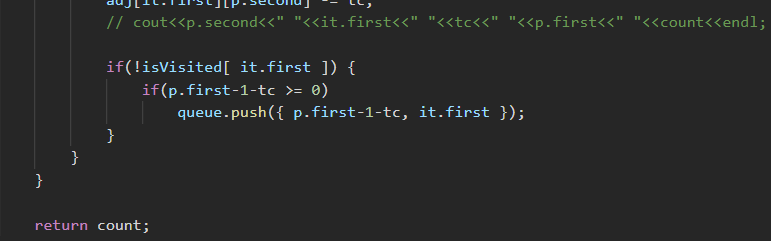 adj[it.first][p.second] -= tc;
// cout<<p.second<<" "<<it.first<<" "<<tc<<" "<<p.first<<" "<<count<<endl;
if(!isVisited[ it.first ]) {
if(p.first-1-tc >= 0)
queue.push({ p.first-1-tc, it.first });
}
}
}
return count;